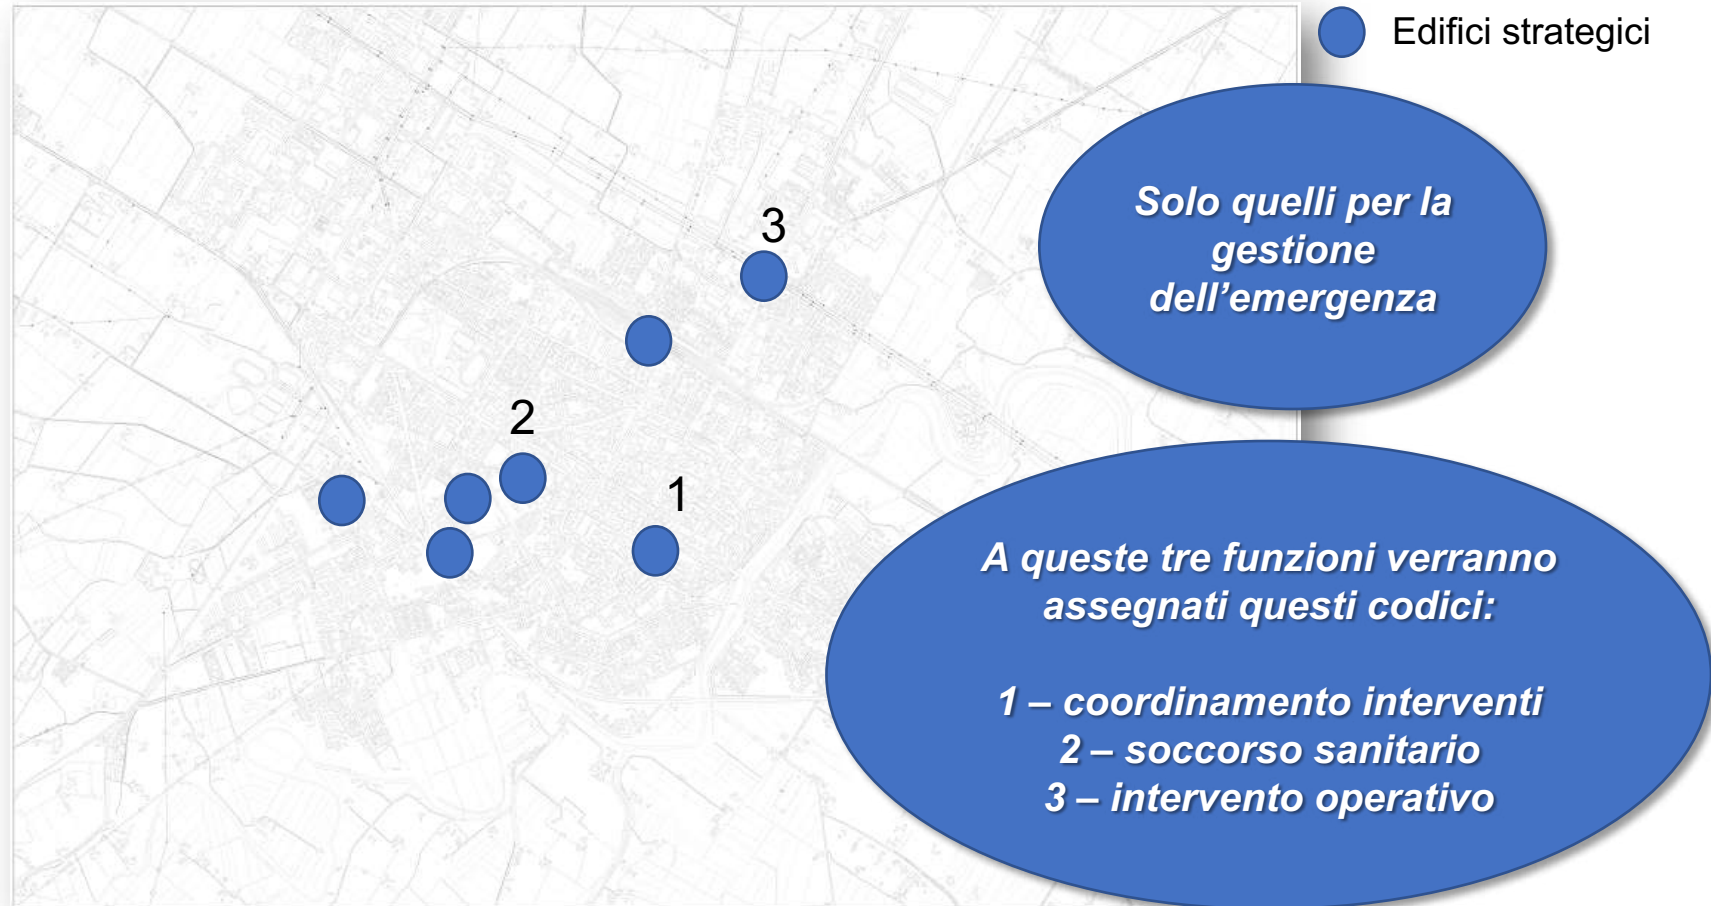 Edifici strategici
Solo quelli per la
gestione
dell’emergenza
3
2
1
A queste tre funzioni verranno
assegnati questi codici:
1 – coordinamento interventi
2 – soccorso sanitario
3 – intervento operativo